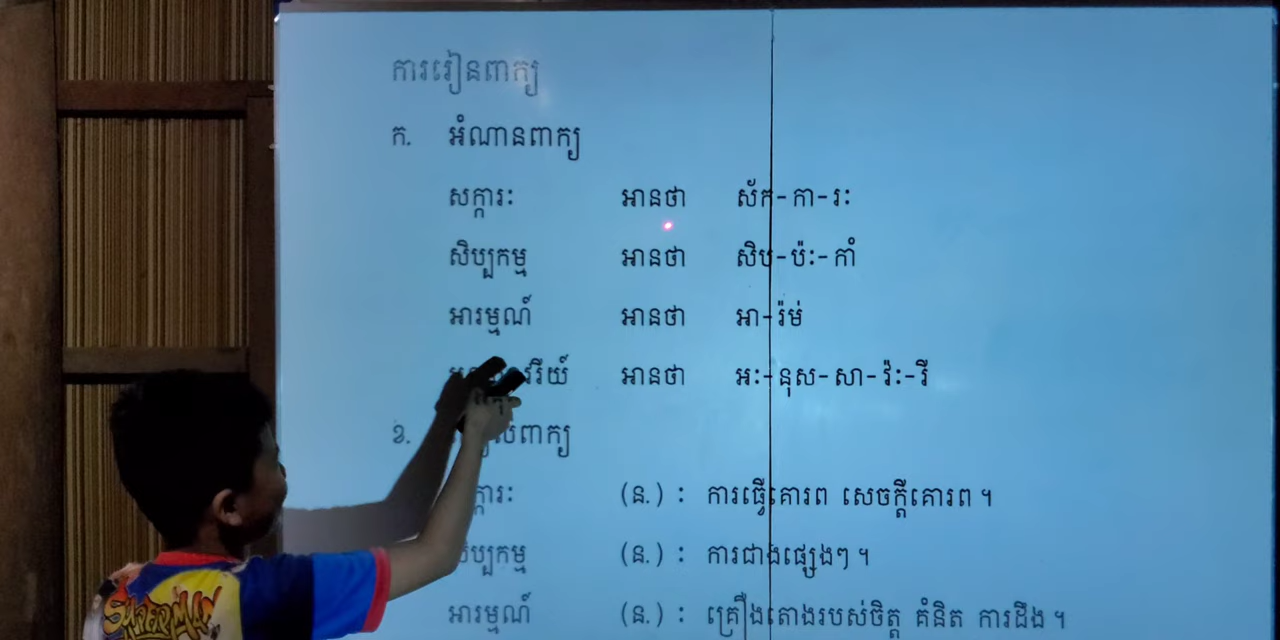 ការរៀនពាក្យ
ក. អំណានពាក្យ
សក្ការៈ អានថា ស័ក-កា-រៈ
សិប្បកម្ម អានថា សិប-ប៉ៈ-កាំ
អារម្មណ៍ អានថា អា-រ៉ម់
វរីយ៍ អានថា អៈ-នុស-សា-វ៉ៈ-រី
ខ. ពាក្យ
ក្ការៈ (ន.) : ការធ្វើគោរព សេចក្ដីគោរព ។
សិប្បកម្ម (ន.) : ការជាងផ្សេងៗ ។
អារម្មណ៍ (ន.) : គ្រឿងតោងរបស់ចិត្ត គំនិត ការដឹង ។
SUPERMAN